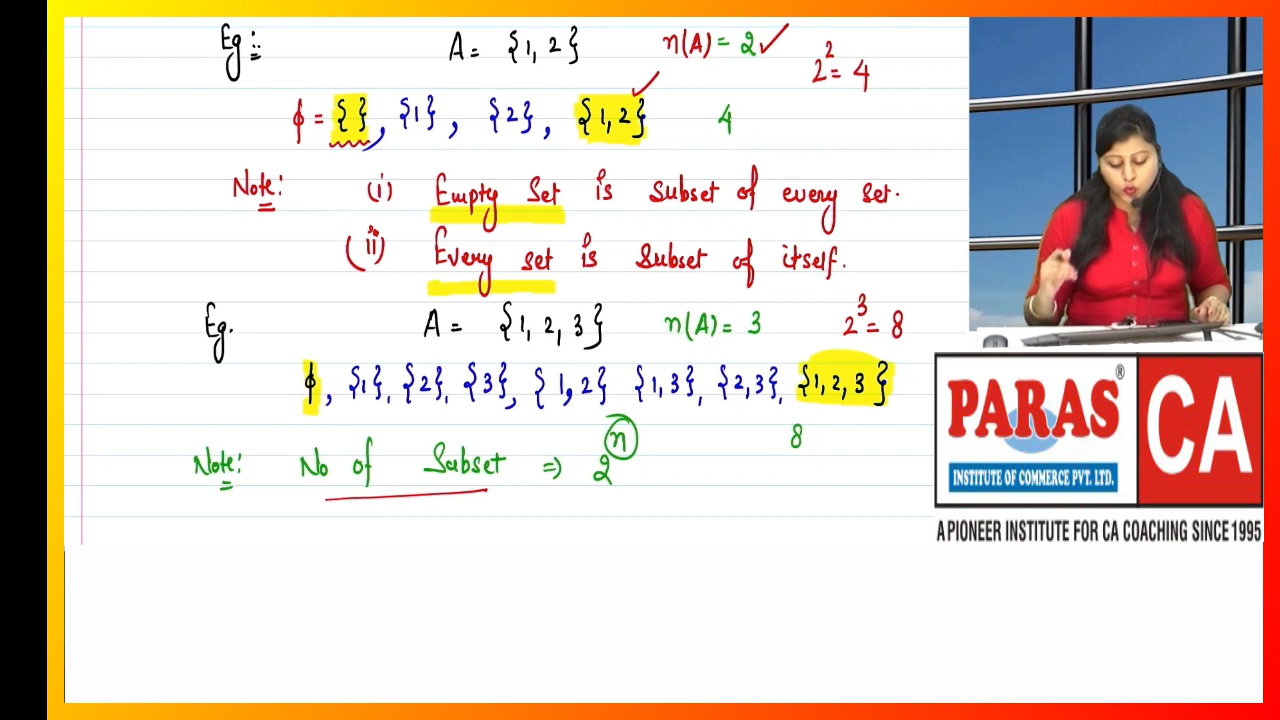 Eg:- A = {1, 2} n(A) = 2 ✓ 2² = 4
ϕ = { }, {1}, {2}, {1, 2} 4
Note: (i) Empty Set is subset of every set.
(ii) Every set is subset of itself.
Eg. A = {1, 2, 3} n(A) = 3 2³ = 8
ϕ, {1}, {2}, {3}, {1, 2} {1, 3}, {2, 3}, {1, 2, 3}
8
Note: No of Subset ⇒ 2ⁿ
PARAS®
INSTITUTE OF COMMERCE PVT. LTD.
CA
A PIONEER INSTITUTE FOR CA COACHING SINCE 1995